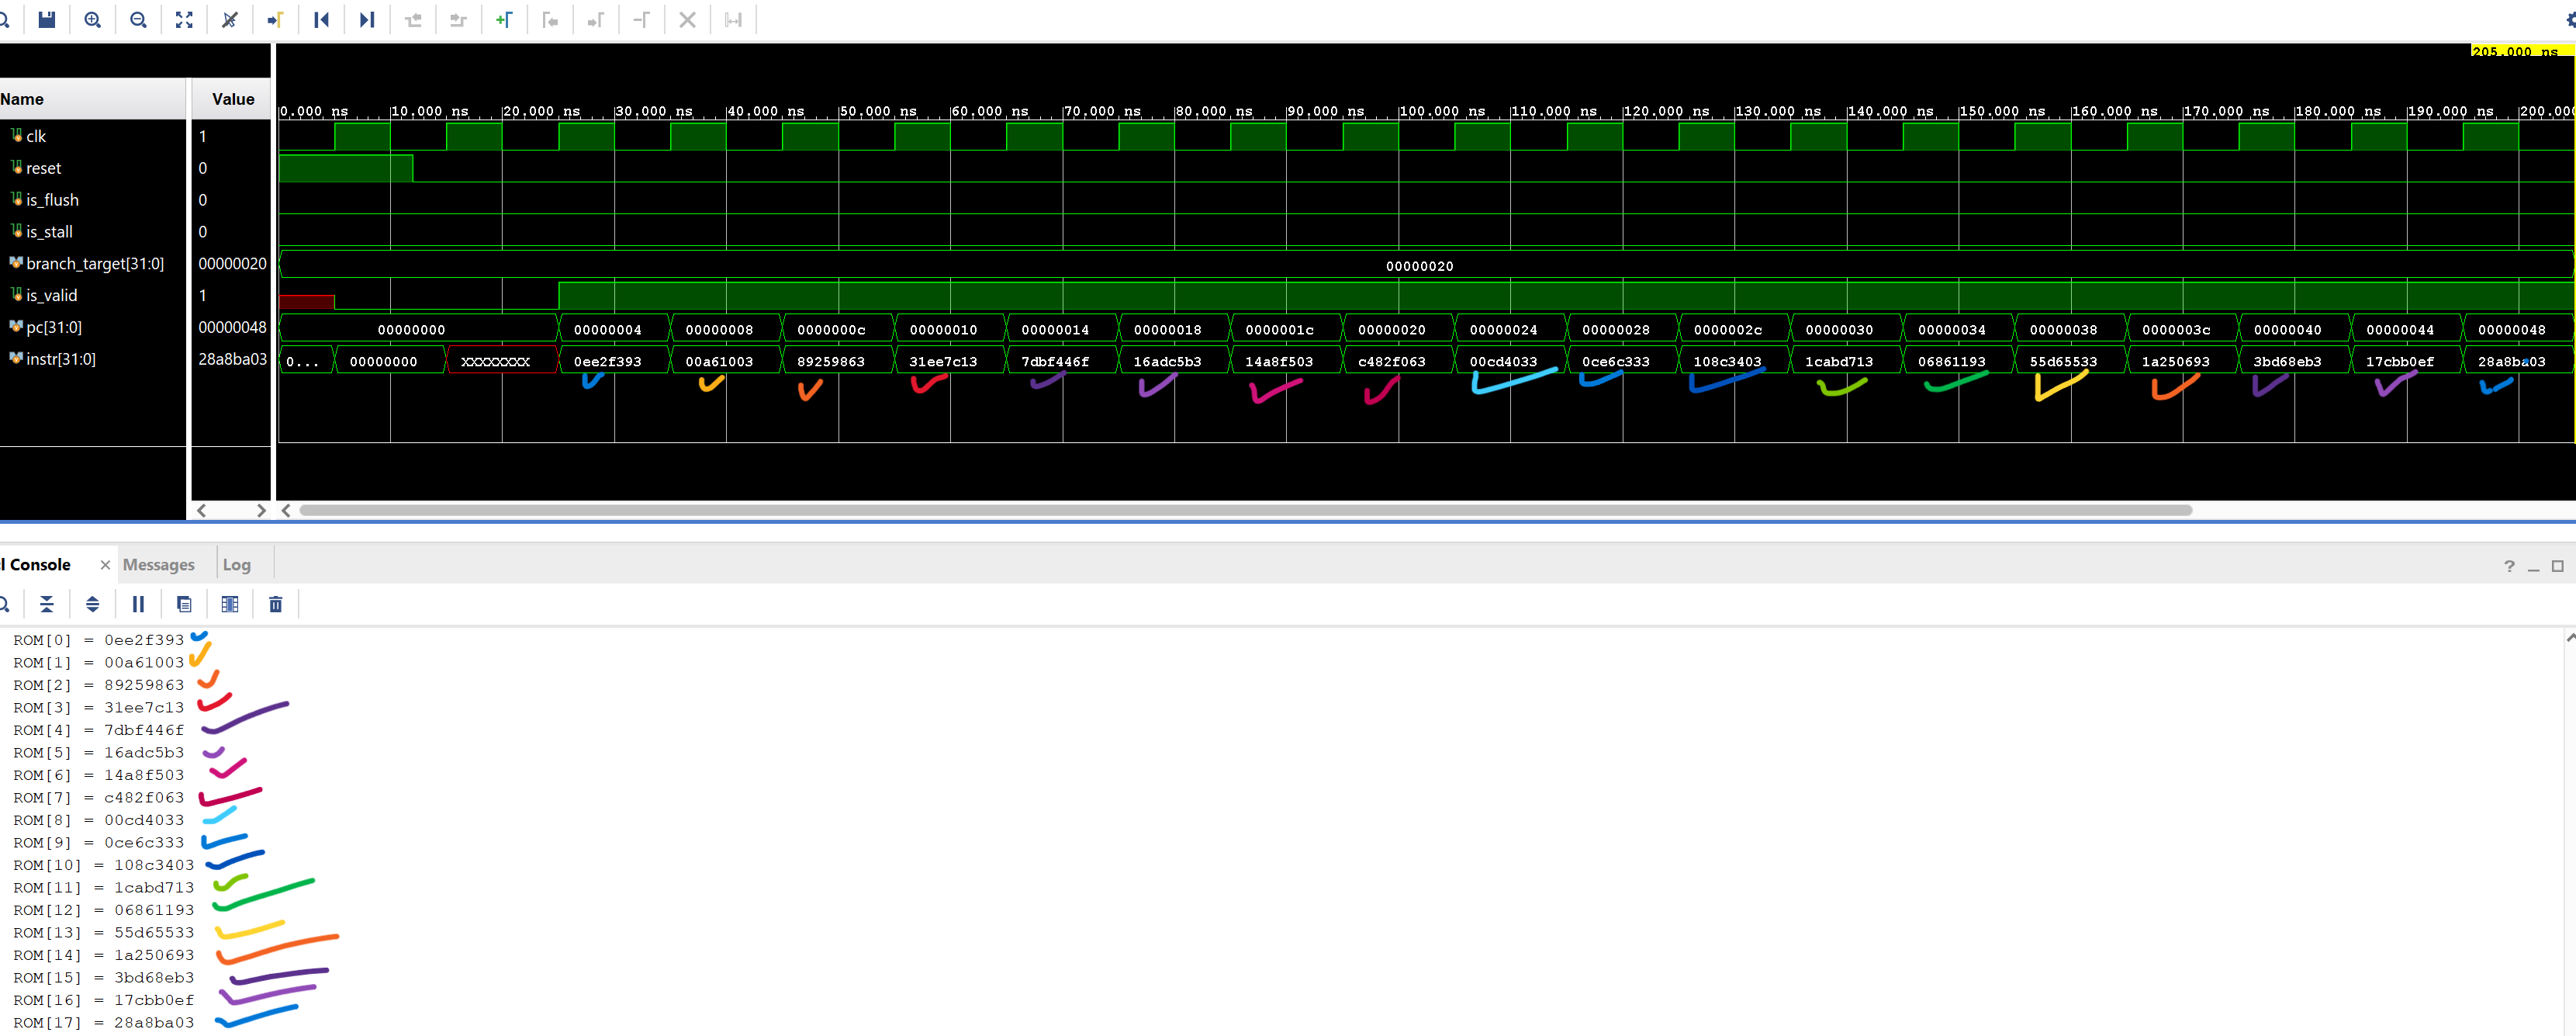 205.000 ns
Name Value
0.000 ns 10.000 ns 20.000 ns 30.000 ns 40.000 ns 50.000 ns 60.000 ns 70.000 ns 80.000 ns 90.000 ns 100.000 ns 110.000 ns 120.000 ns 130.000 ns 140.000 ns 150.000 ns 160.000 ns 170.000 ns 180.000 ns 190.000 ns 200.000
clk 1
reset 0
is_flush 0
is_stall 0
branch_target[31:0] 00000020 00000020
is_valid 1
pc[31:0] 00000048 00000000 00000004 00000008 0000000c 00000010 00000014 00000018 0000001c 00000020 00000024 00000028 0000002c 00000030 00000034 00000038 0000003c 00000040 00000044 00000048
instr[31:0] 28a8ba03 0... 00000000 XXXXXXXX 0ee2f393 00a61003 89259863 31ee7c13 7dbf446f 16adc5b3 14a8f503 c482f063 00cd4033 0ce6c333 108c3403 1cabd713 06861193 55d65533 1a250693 3bd68eb3 17cbb0ef 28a8ba03
l Console × Messages Log
ROM[0] = 0ee2f393
ROM[1] = 00a61003
ROM[2] = 89259863
ROM[3] = 31ee7c13
ROM[4] = 7dbf446f
ROM[5] = 16adc5b3
ROM[6] = 14a8f503
ROM[7] = c482f063
ROM[8] = 00cd4033
ROM[9] = 0ce6c333
ROM[10] = 108c3403
ROM[11] = 1cabd713
ROM[12] = 06861193
ROM[13] = 55d65533
ROM[14] = 1a250693
ROM[15] = 3bd68eb3
ROM[16] = 17cbb0ef
ROM[17] = 28a8ba03